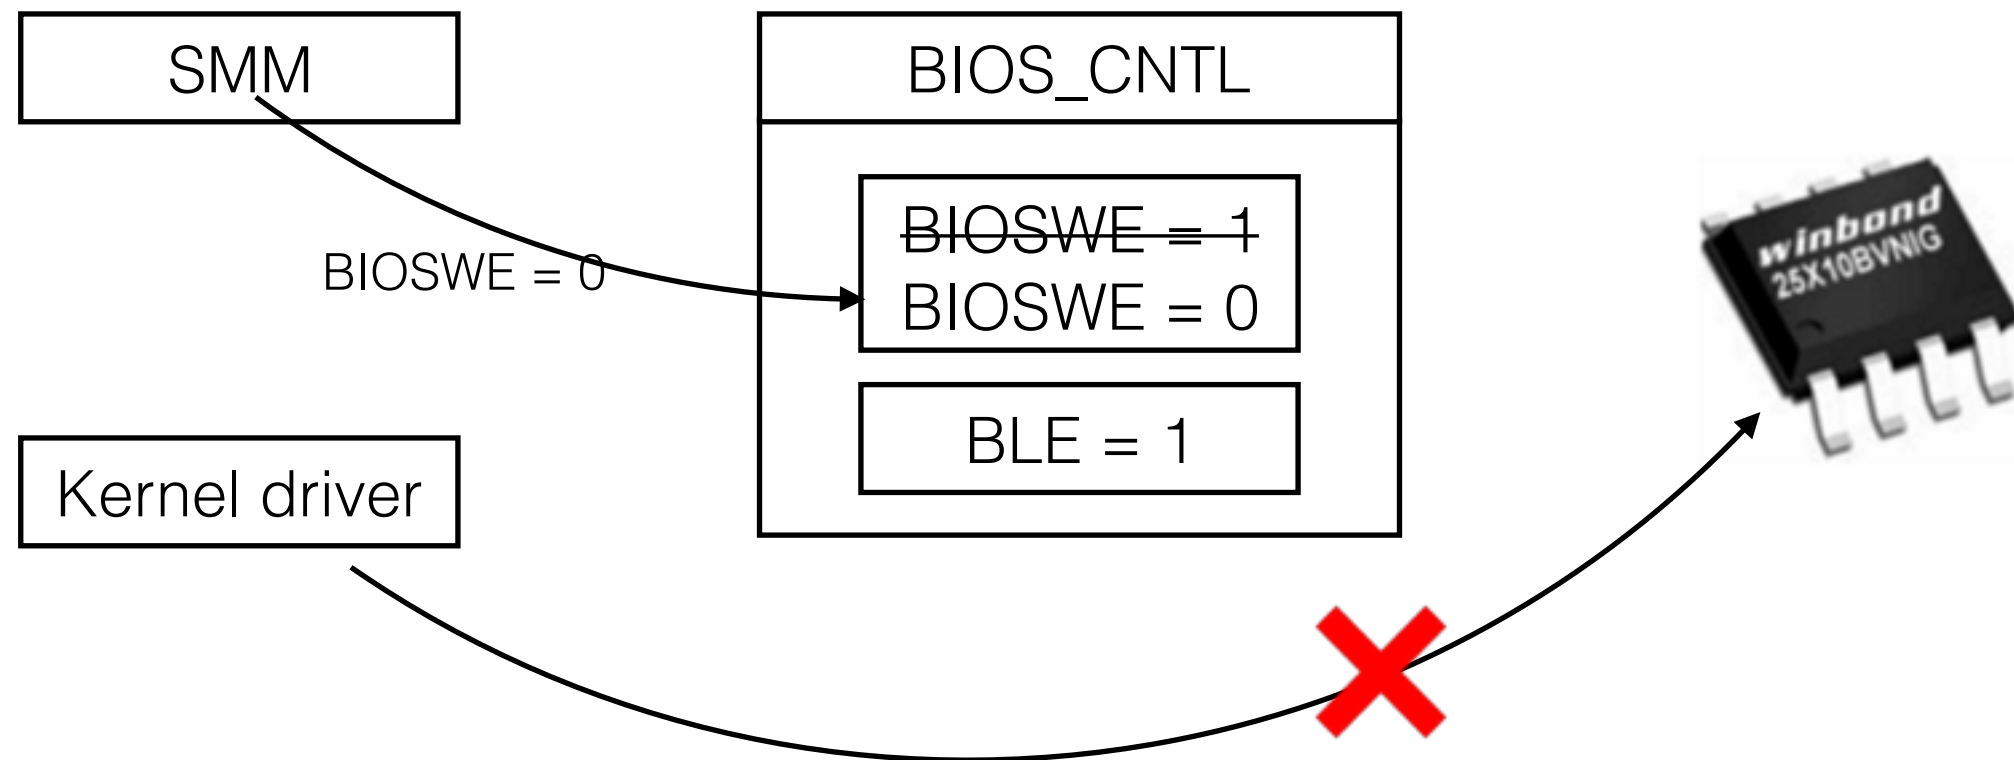 SMM
BIOS_CNTL
BIOSWE = 1
BIOSWE = 0
BIOSWE = 0
BLE = 1
Kernel driver
winbond
25X10BVNIG